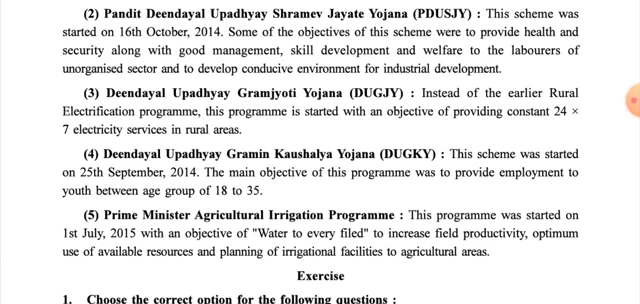 (2) Pandit Deendayal Upadhyay Shramev Jayate Yojana (PDUSJY) : This scheme was
started on 16th October, 2014. Some of the objectives of this scheme were to provide health and
security along with good management, skill development and welfare to the labourers of
unorganised sector and to develop conducive environment for industrial development.
(3) Deendayal Upadhyay Gramjyoti Yojana (DUGJY) : Instead of the earlier Rural
Electrification programme, this programme is started with an objective of providing constant 24 ×
7 electricity services in rural areas.
(4) Deendayal Upadhyay Gramin Kaushalya Yojana (DUGKY) : This scheme was started
on 25th September, 2014. The main objective of this programme was to provide employment to
youth between age group of 18 to 35.
(5) Prime Minister Agricultural Irrigation Programme : This programme was started on
1st July, 2015 with an objective of "Water to every filed" to increase field productivity, optimum
use of available resources and planning of irrigational facilities to agricultural areas.
Exercise
1. Choose the correct option for the following questions :